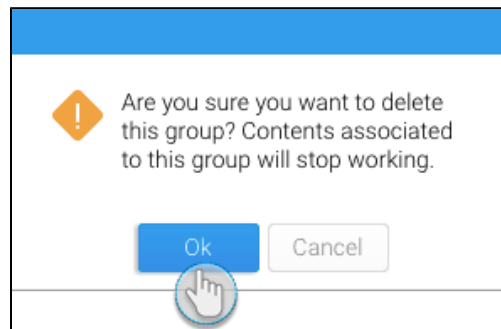 Are you sure you want to delete
this group? Contents associated
to this group will stop working.
Ok
Cancel